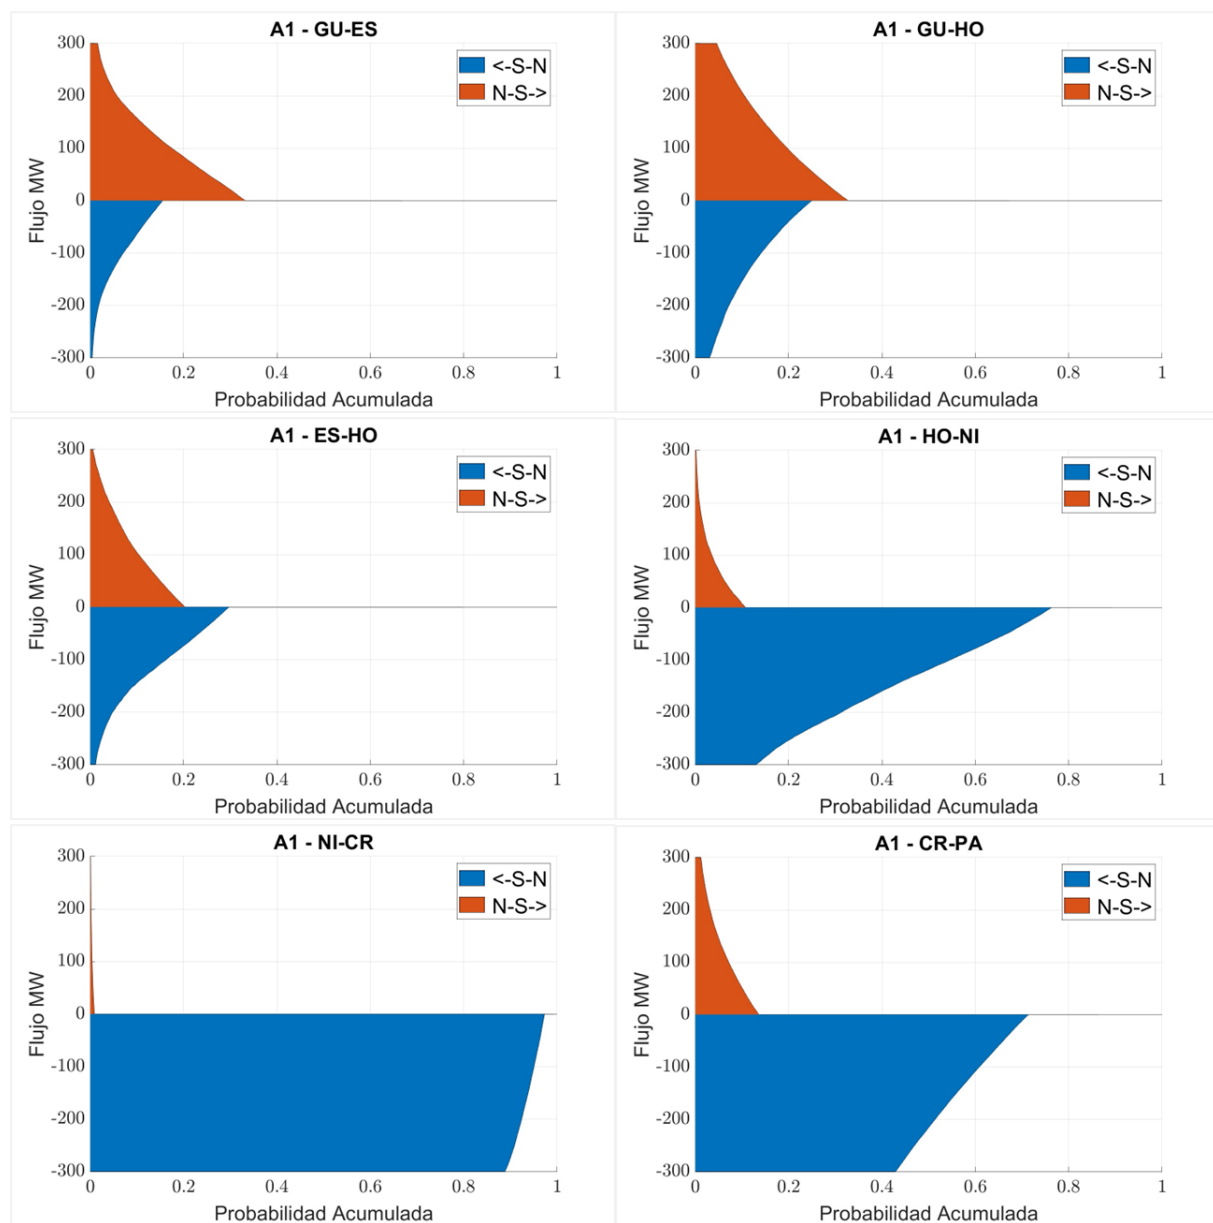 A1 - GU-ES
300
200
100
0
-100
-200
-300
Flujo MW
<-S-N
N-S->
0 0.2 0.4 0.6 0.8 1
Probabilidad Acumulada
A1 - GU-HO
300
200
100
0
-100
-200
-300
Flujo MW
<-S-N
N-S->
0 0.2 0.4 0.6 0.8 1
Probabilidad Acumulada
A1 - ES-HO
300
200
100
0
-100
-200
-300
Flujo MW
<-S-N
N-S->
0 0.2 0.4 0.6 0.8 1
Probabilidad Acumulada
A1 - HO-NI
300
200
100
0
-100
-200
-300
Flujo MW
<-S-N
N-S->
0 0.2 0.4 0.6 0.8 1
Probabilidad Acumulada
A1 - NI-CR
300
200
100
0
-100
-200
-300
Flujo MW
<-S-N
N-S->
0 0.2 0.4 0.6 0.8 1
Probabilidad Acumulada
A1 - CR-PA
300
200
100
0
-100
-200
-300
Flujo MW
<-S-N
N-S->
0 0.2 0.4 0.6 0.8 1
Probabilidad Acumulada